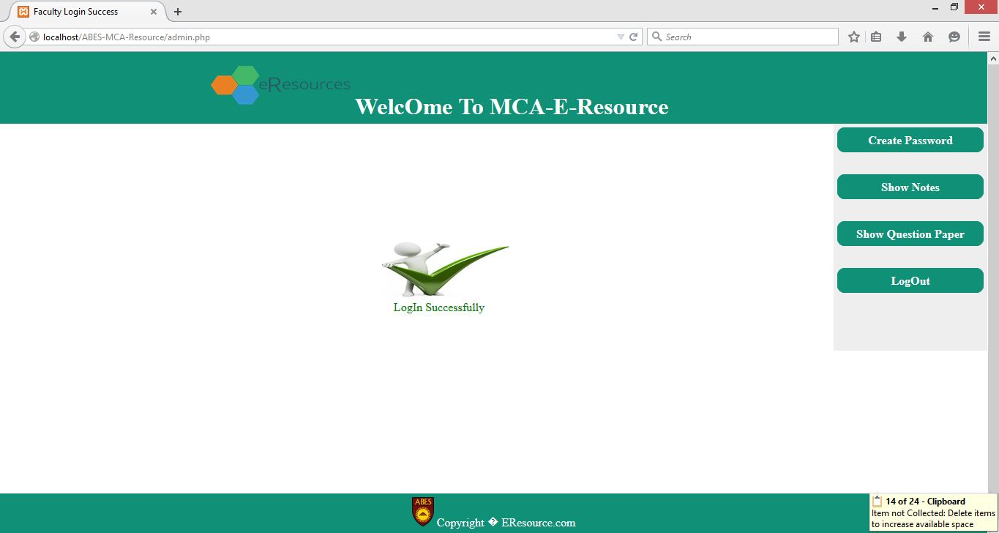 Faculty Login Success
localhost/ABES-MCA-Resource/admin.php
Search
eResources
WelcOme To MCA-E-Resource
Create Password
Show Notes
Show Question Paper
LogOut
LogIn Successfully
ABES
Copyright � EResource.com
14 of 24 - Clipboard
Item not Collected: Delete items
to increase available space